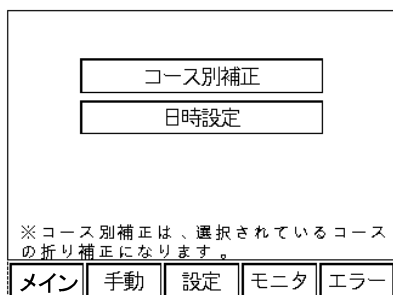 コース別補正
日時設定
※コース別補正は、選択されているコース
の折り補正になります。
メイン 手動 設定 モニタ エラー